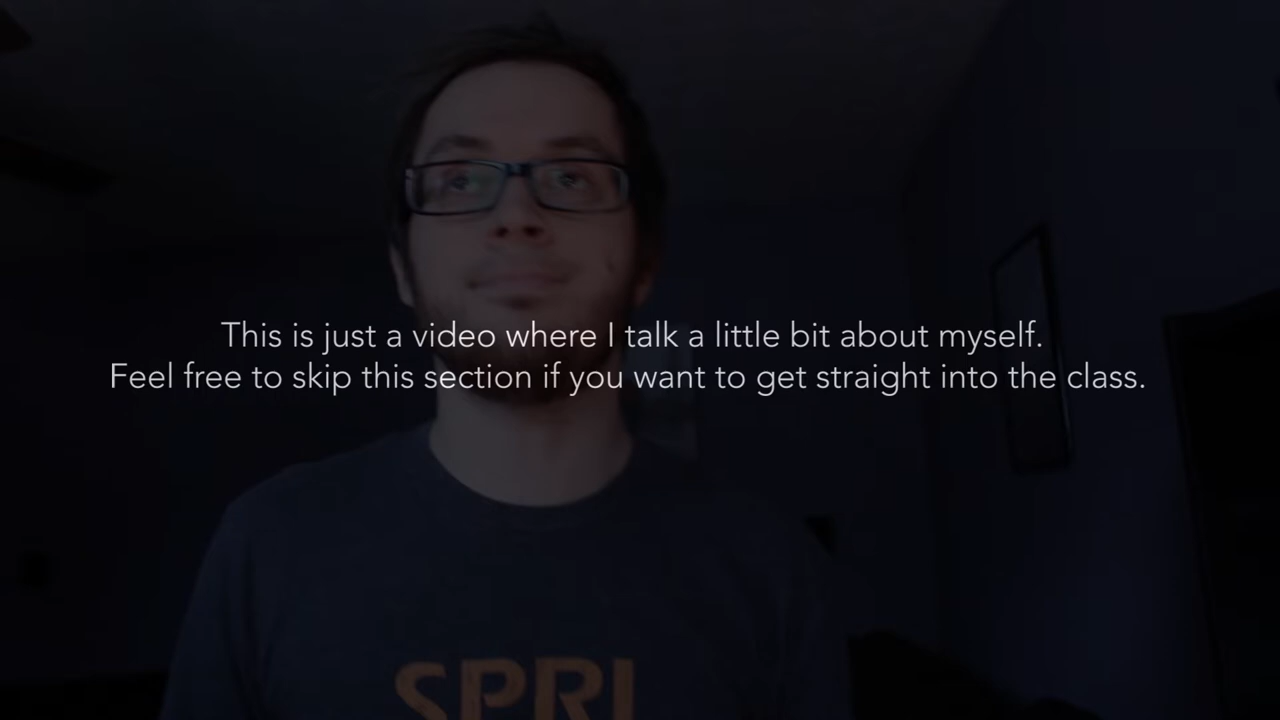 This is just a video where I talk a little bit about myself.
Feel free to skip this section if you want to get straight into the class.
SPRI